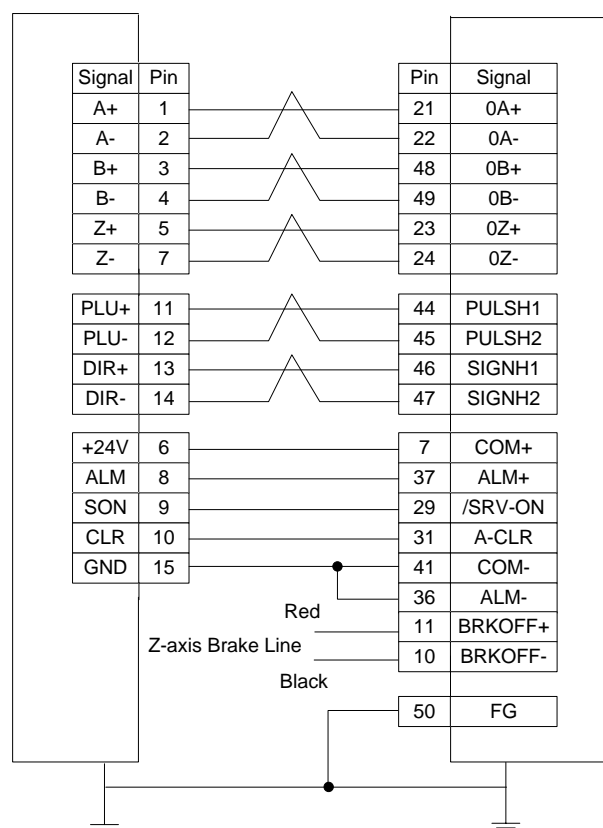 Signal Pin Pin Signal
A+ 1 21 0A+
A- 2 22 0A-
B+ 3 48 0B+
B- 4 49 0B-
Z+ 5 23 0Z+
Z- 7 24 0Z-
PLU+ 11 44 PULSH1
PLU- 12 45 PULSH2
DIR+ 13 46 SIGNH1
DIR- 14 47 SIGNH2
+24V 6 7 COM+
ALM 8 37 ALM+
SON 9 29 /SRV-ON
CLR 10 31 A-CLR
GND 15 41 COM-
36 ALM-
Red
11 BRKOFF+
Z-axis Brake Line
10 BRKOFF-
Black
50 FG